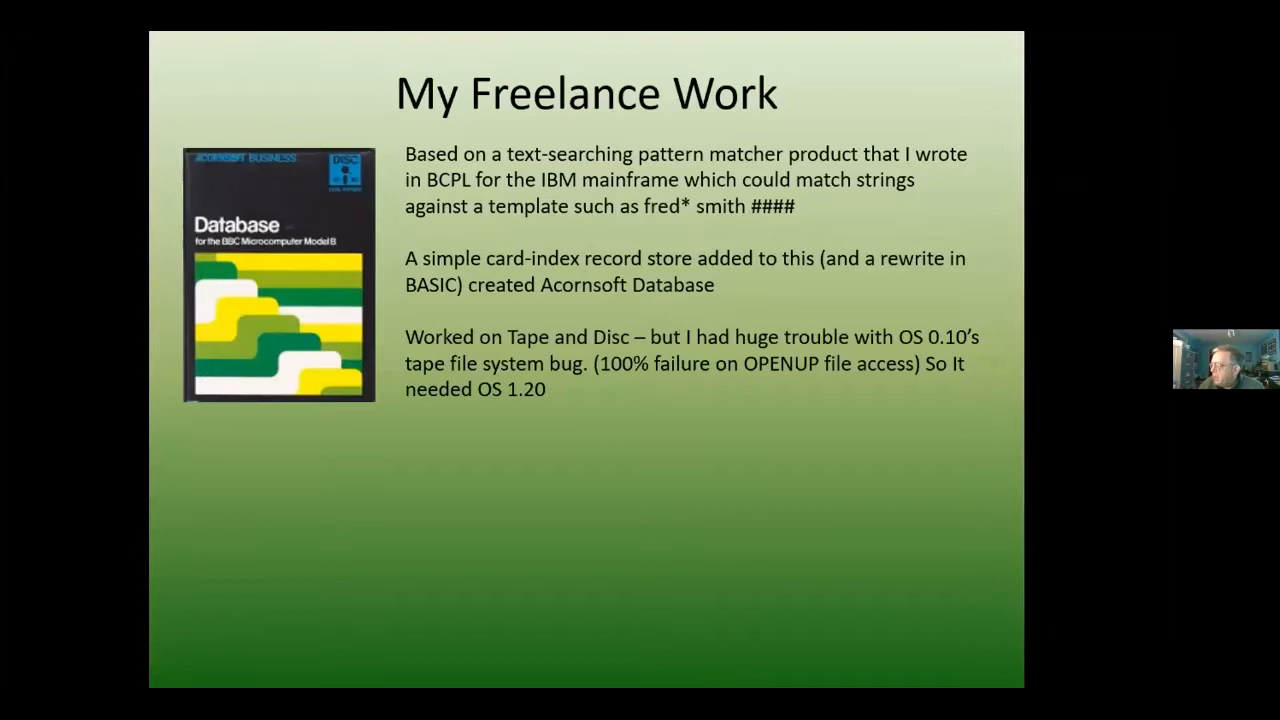 My Freelance Work
ACORNSOFT BUSINESS
DISC
Database
for the BBC Microcomputer Model B
Based on a text-searching pattern matcher product that I wrote
in BCPL for the IBM mainframe which could match strings
against a template such as fred* smith ####
A simple card-index record store added to this (and a rewrite in
BASIC) created Acornsoft Database
Worked on Tape and Disc – but I had huge trouble with OS 0.10’s
tape file system bug. (100% failure on OPENUP file access) So It
needed OS 1.20